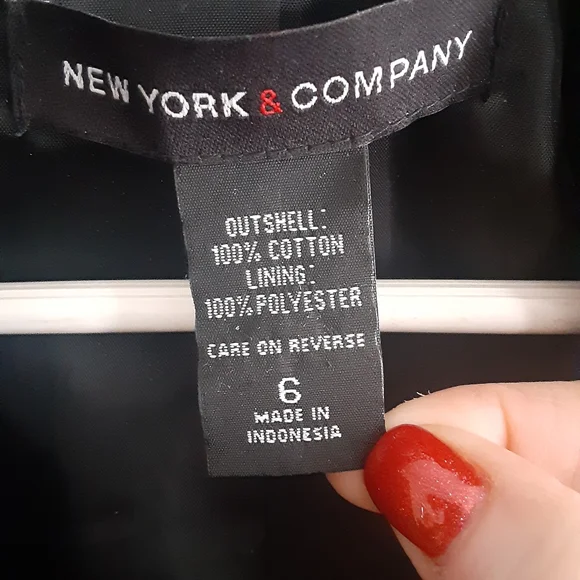 NEW YORK & COMPANY
OUTSHELL:
100% COTTON
LINING:
100% POLYESTER
CARE ON REVERSE
6
MADE IN
INDONESIA